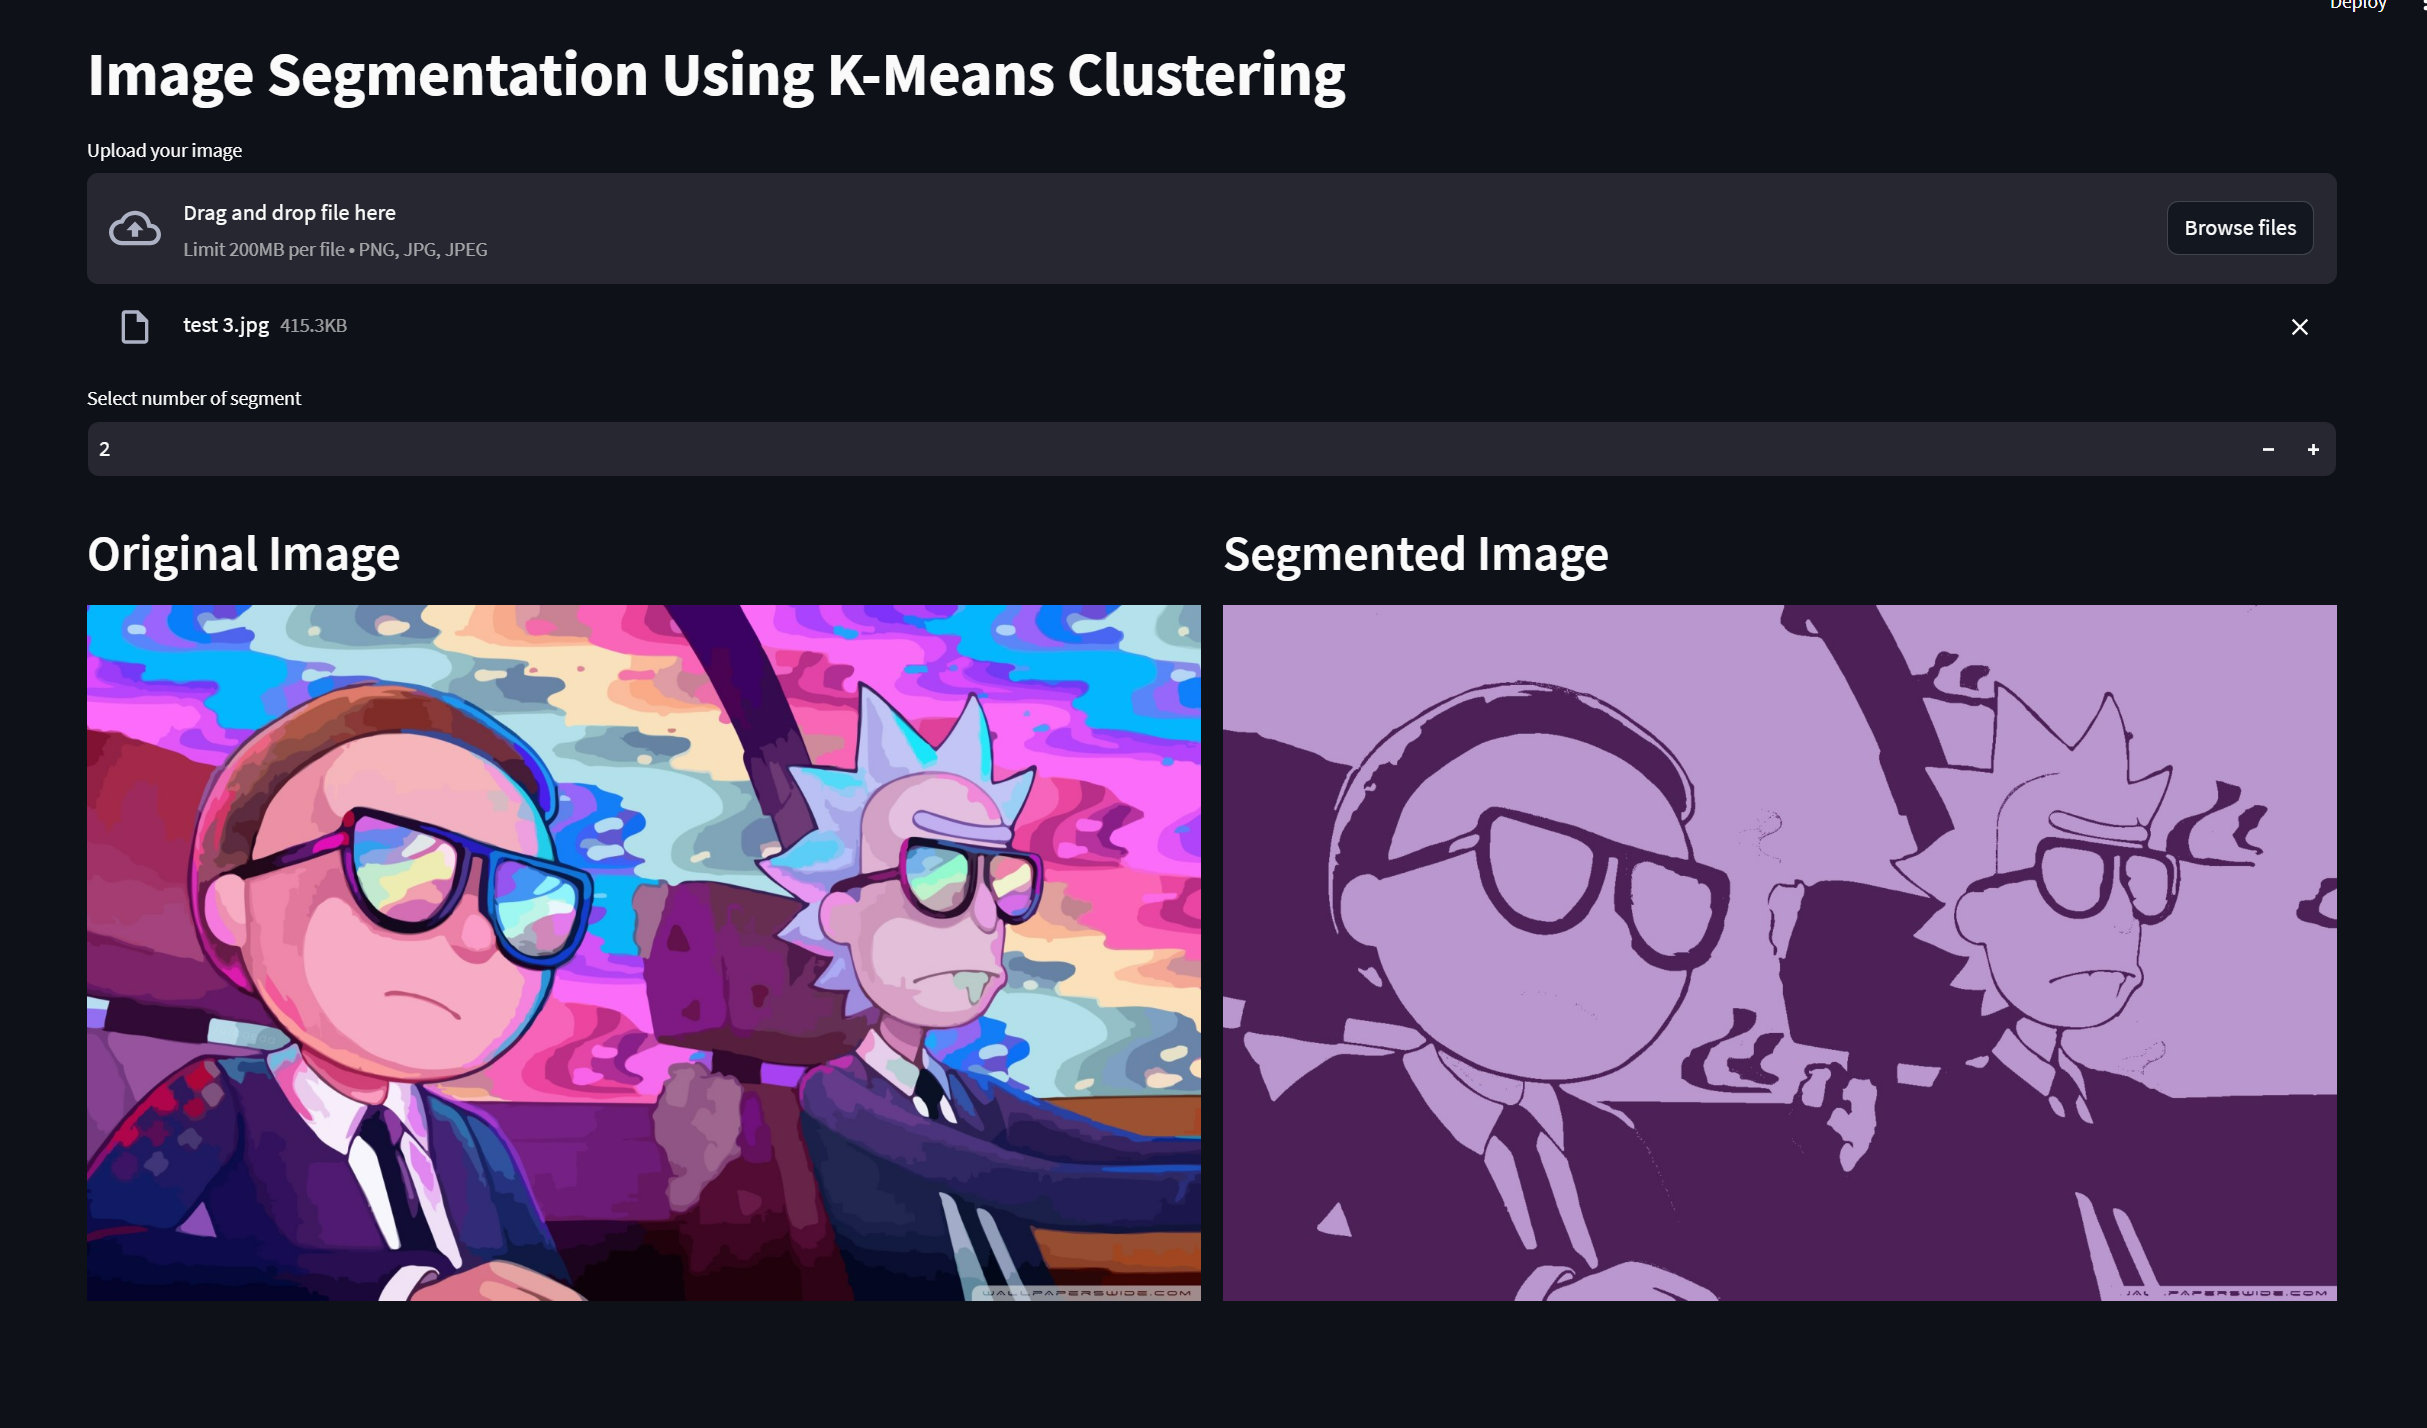 Deploy
Image Segmentation Using K-Means Clustering
Upload your image
Drag and drop file here
Limit 200MB per file • PNG, JPG, JPEG
Browse files
test 3.jpg 415.3KB
Select number of segment
2
Original Image
Segmented Image
WALLPAPERSWIDE.COM
PAPERSWIDE.COM